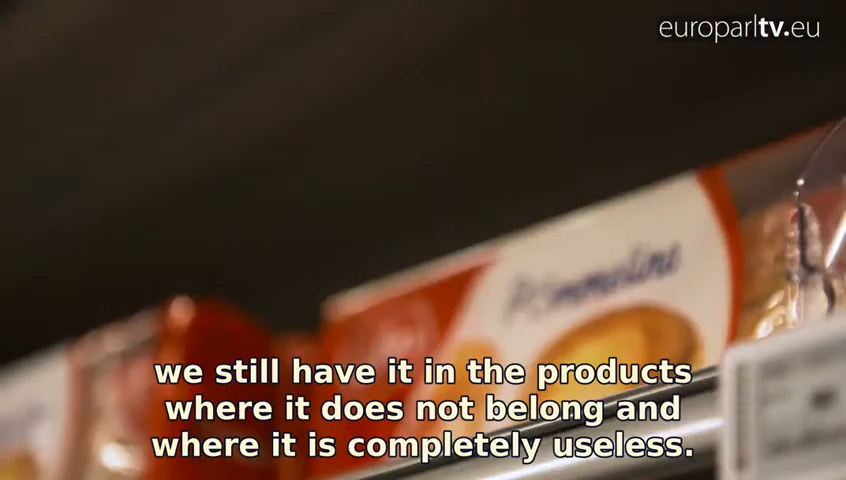 europarltv.eu
we still have it in the products
where it does not belong and
where it is completely useless.